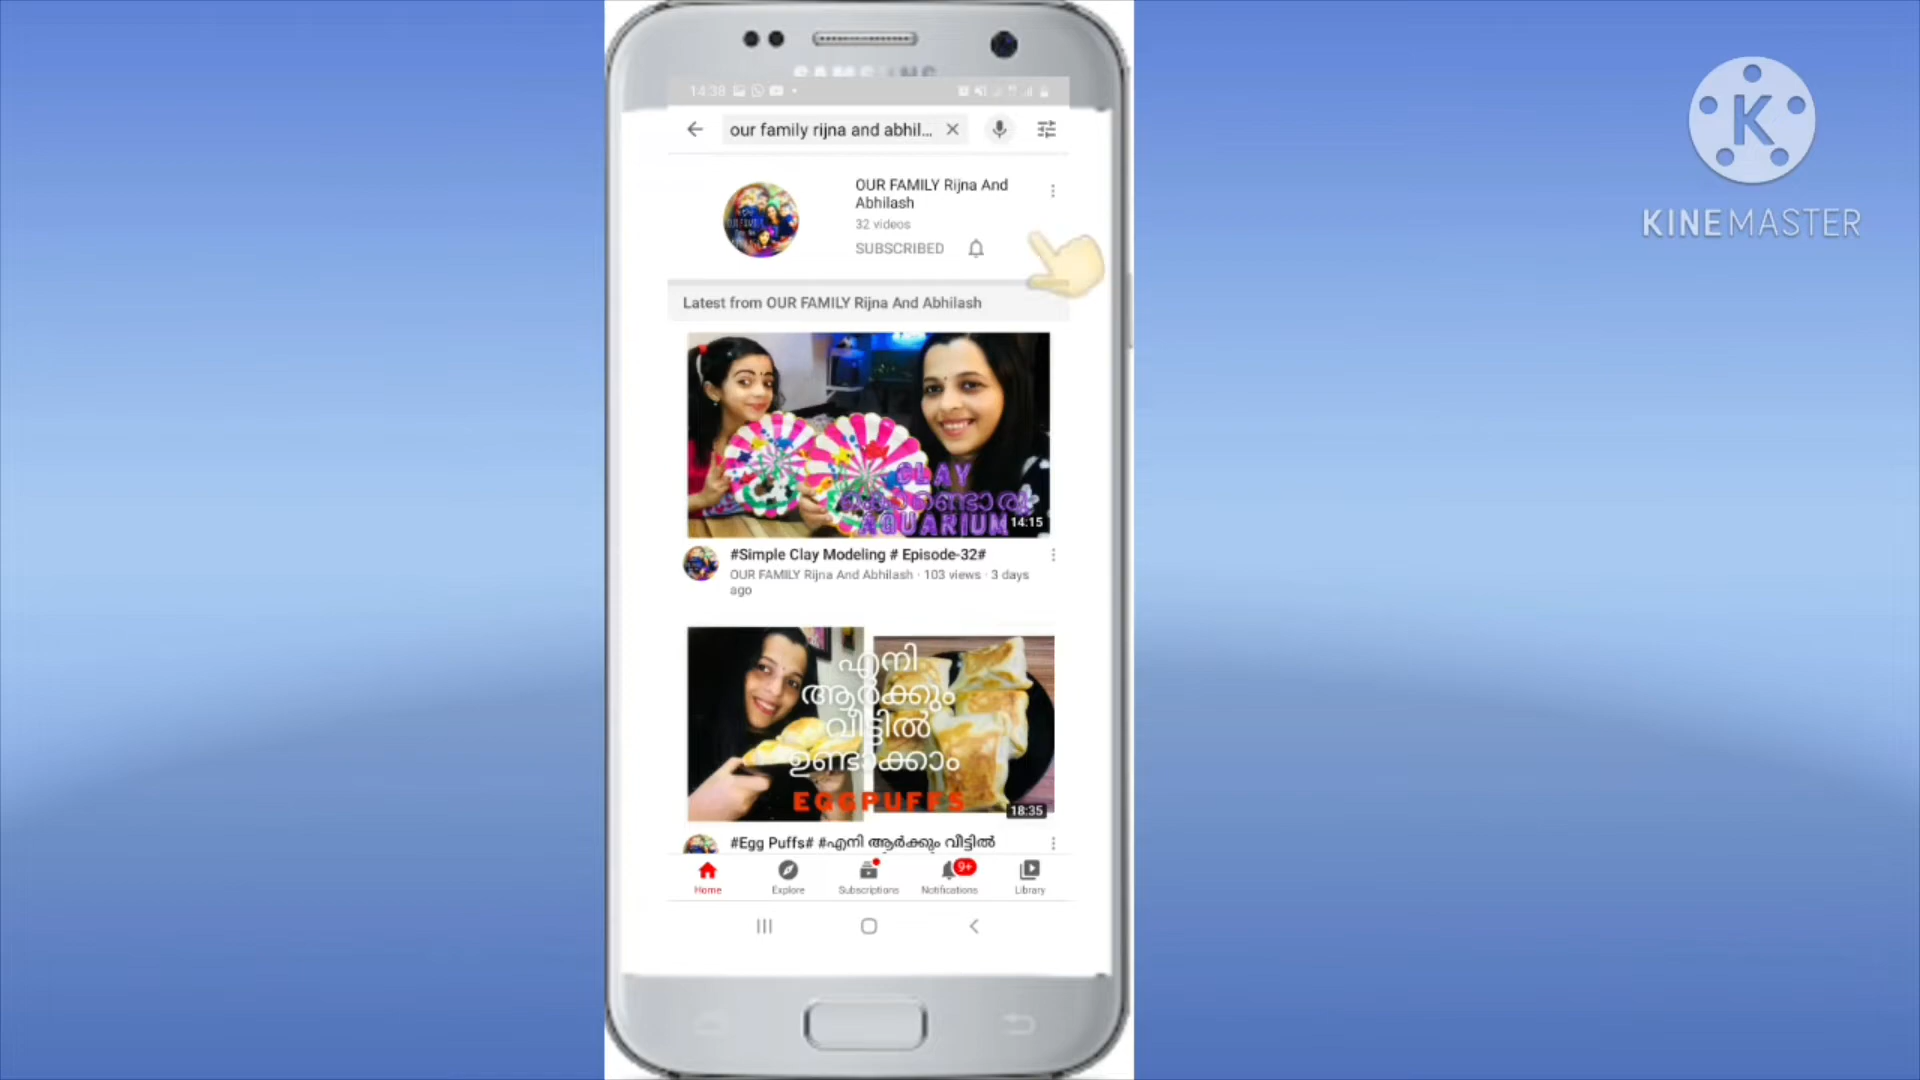 KINEMASTER
SAMSUNG
14:38
our family rijna and abhil...
OUR FAMILY Rijna And
Abhilash
32 videos
SUBSCRIBED
Latest from OUR FAMILY Rijna And Abhilash
CLAY
കൊണ്ടൊരു
AQUARIUM
14:15
#Simple Clay Modeling # Episode-32#
OUR FAMILY Rijna And Abhilash · 103 views · 3 days
ago
എനി
ആർക്കും
വീട്ടിൽ
ഉണ്ടാക്കാം
EGGPUFFS
18:35
#Egg Puffs# #എനി ആർക്കും വീട്ടിൽ
Home
Explore
Subscriptions
9+
Notifications
Library